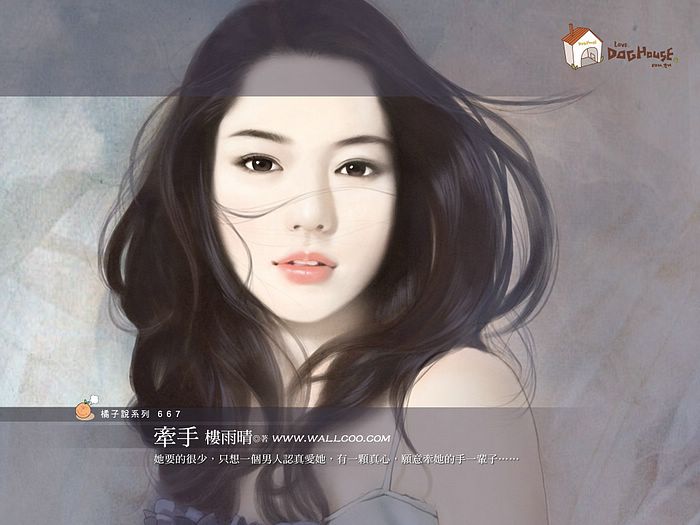 Love
DOGHOUSE
橘子說系列 667
牽手 樓雨晴◎著 WWW.WALLCOO.COM
她要的很少，只想一個男人認真愛她，有一顆真心，願意牽她的手一輩子……